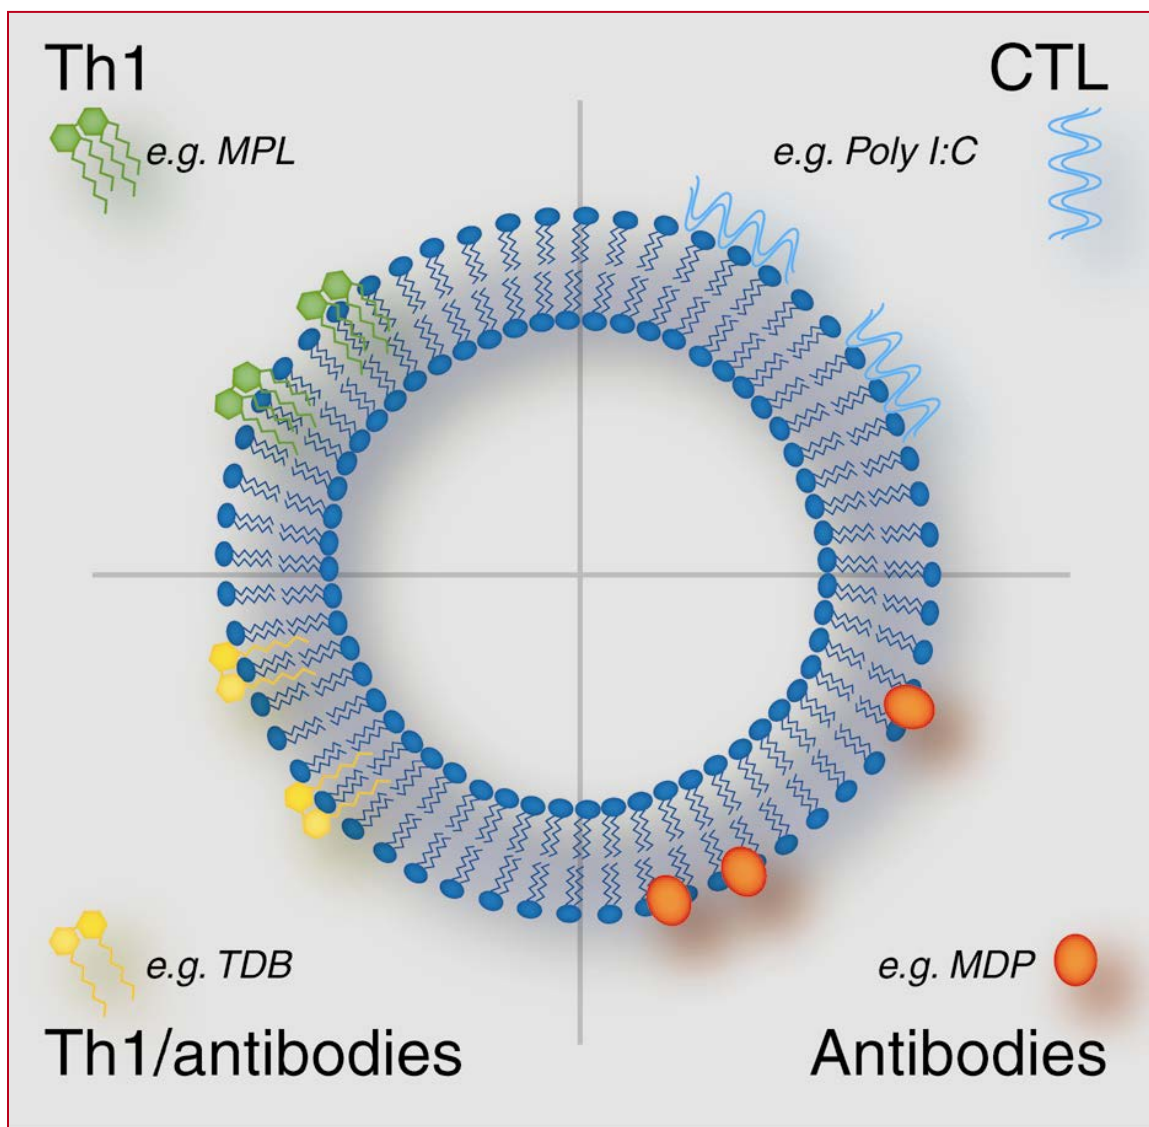 Th1
CTL
e.g. MPL
e.g. Poly I:C
e.g. TDB
e.g. MDP
Th1/antibodies
Antibodies